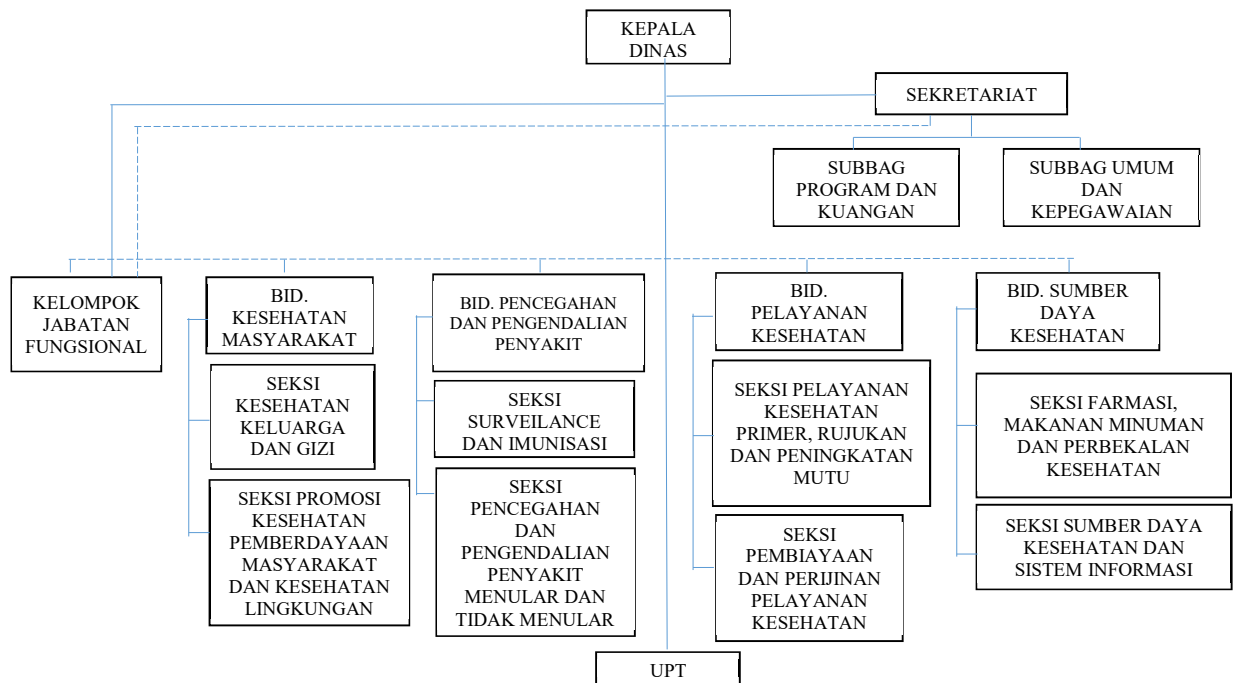 KEPALA
DINAS
SEKRETARIAT
SUBBAG
PROGRAM DAN
KUANGAN
SUBBAG UMUM
DAN
KEPEGAWAIAN
KELOMPOK
JABATAN
FUNGSIONAL
BID.
KESEHATAN
MASYARAKAT
SEKSI
KESEHATAN
KELUARGA
DAN GIZI
SEKSI PROMOSI
KESEHATAN
PEMBERDAYAAN
MASYARAKAT
DAN KESEHATAN
LINGKUNGAN
BID. PENCEGAHAN
DAN PENGENDALIAN
PENYAKIT
SEKSI
SURVEILANCE
DAN IMUNISASI
SEKSI
PENCEGAHAN
DAN
PENGENDALIAN
PENYAKIT
MENULAR DAN
TIDAK MENULAR
BID.
PELAYANAN
KESEHATAN
SEKSI PELAYANAN
KESEHATAN
PRIMER, RUJUKAN
DAN PENINGKATAN
MUTU
SEKSI
PEMBIAYAAN
DAN PERIJINAN
PELAYANAN
KESEHATAN
BID. SUMBER
DAYA
KESEHATAN
SEKSI FARMASI,
MAKANAN MINUMAN
DAN PERBEKALAN
KESEHATAN
SEKSI SUMBER DAYA
KESEHATAN DAN
SISTEM INFORMASI
UPT